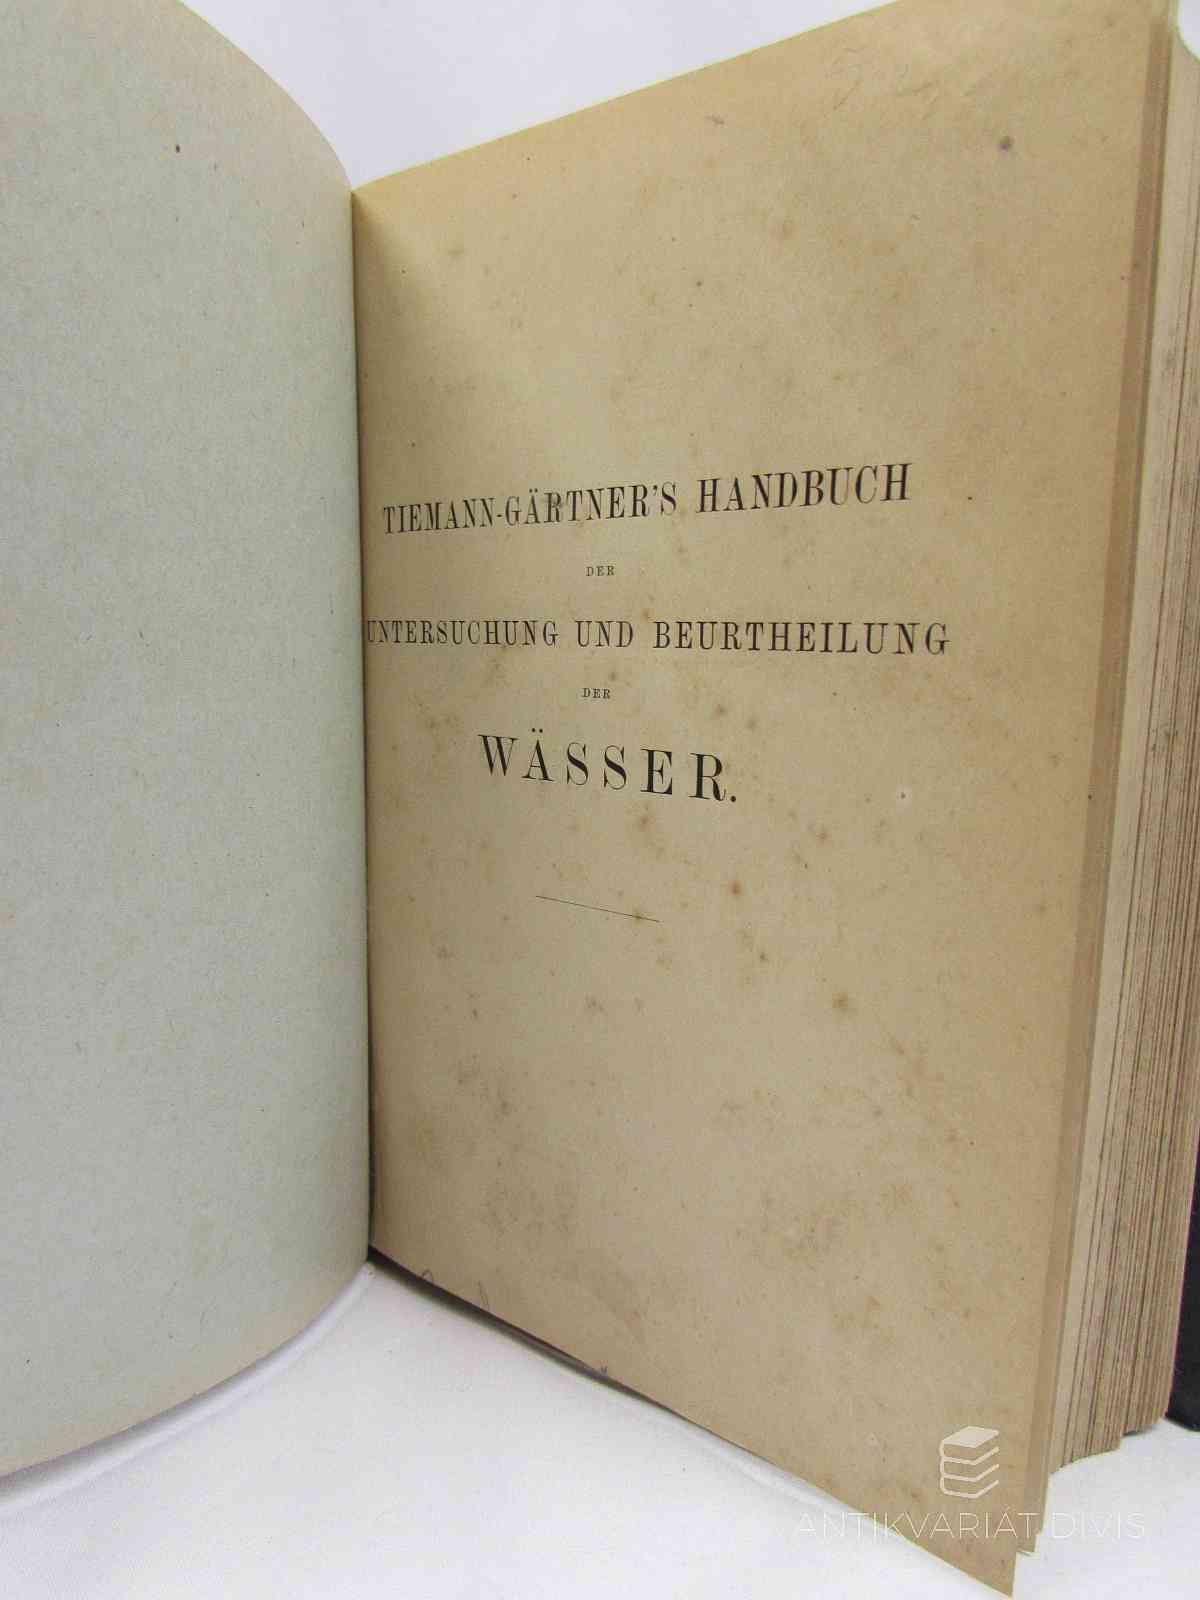 TIEMANN-GÄRTNER'S HANDBUCH
DER
UNTERSUCHUNG UND BEURTHEILUNG
DER
WÄSSER.
ANTIKVARIÁT DIVIS